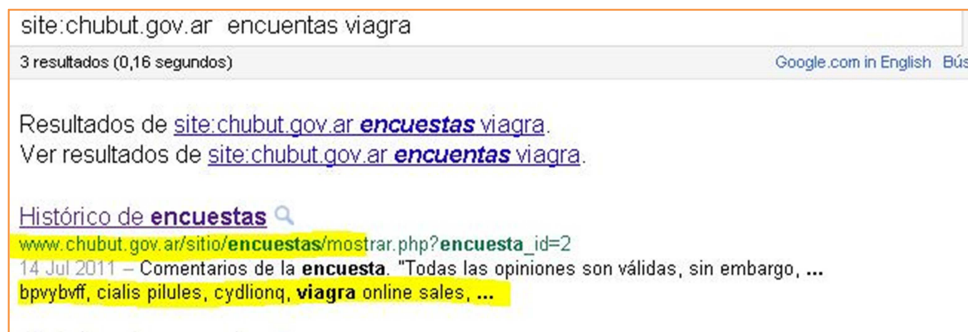 site:chubut.gov.ar encuentas viagra
3 resultados (0,16 segundos) Google.com in English Bús
Resultados de site:chubut.gov.ar encuestas viagra.
Ver resultados de site:chubut.gov.ar encuentas viagra.
Histórico de encuestas
www.chubut.gov.ar/sitio/encuestas/mostrar.php?encuesta_id=2
14 Jul 2011 – Comentarios de la encuesta. "Todas las opiniones son válidas, sin embargo, ...
bpvybvff, cialis pilules, cydlionq, viagra online sales, ...